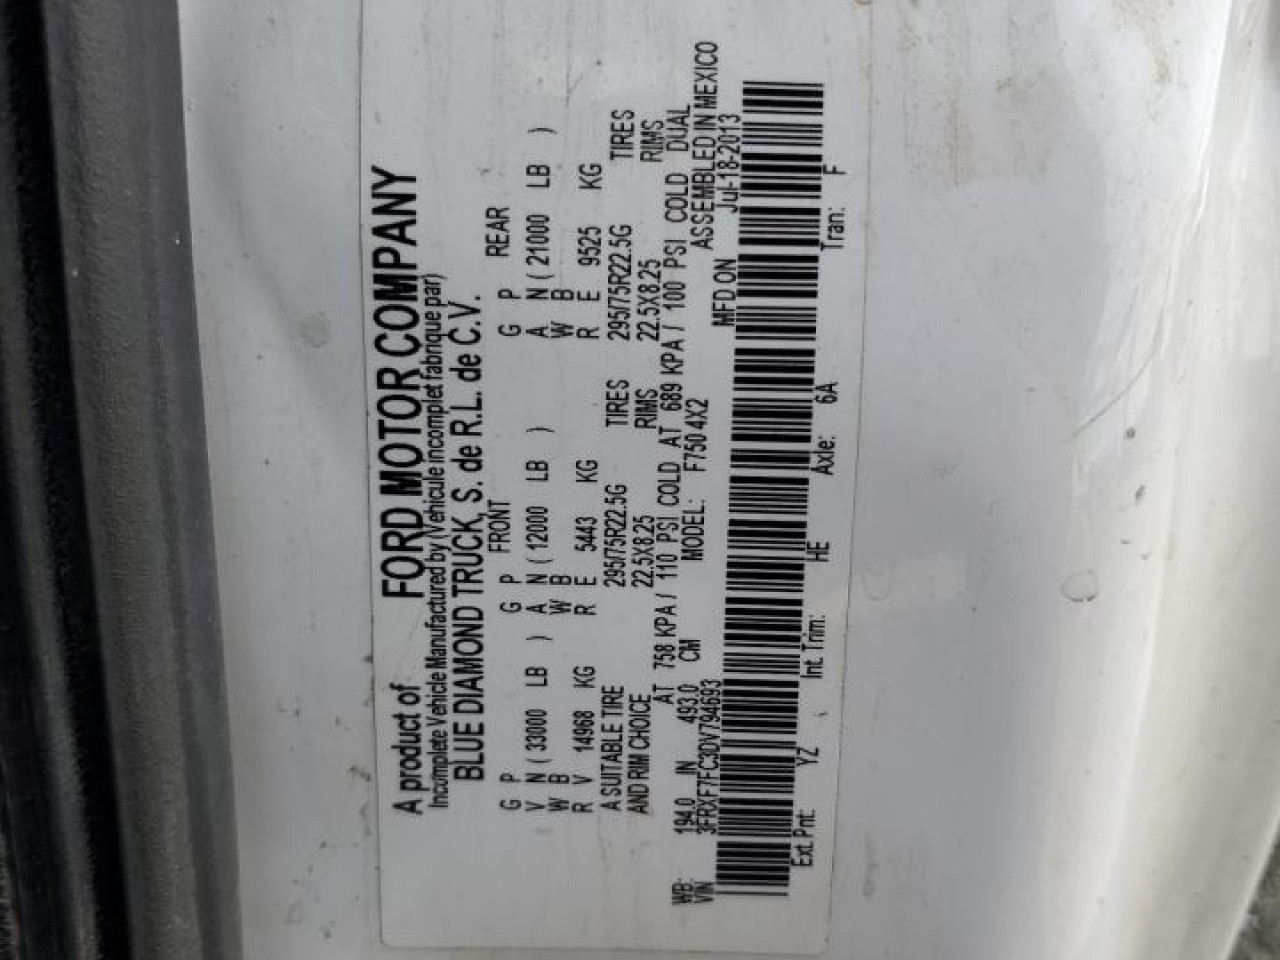 A product of FORD MOTOR COMPANY
Incomplete Vehicle Manufactured by (Vehicule incomplet fabrique par)
BLUE DIAMOND TRUCK, S. de R.L. de C.V.
FRONT REAR
G P G P G P
V N ( 33000 LB ) A N ( 12000 LB ) A N ( 21000 LB )
W B W B W B
R V 14968 KG R E 5443 KG R E 9525 KG
A SUITABLE TIRE 295/75R22.5G TIRES 295/75R22.5G TIRES
AND RIM CHOICE 22.5X8.25 RIMS 22.5X8.25 RIMS
AT 758 KPA / 110 PSI COLD AT 689 KPA / 100 PSI COLD DUAL
WB: 194.0 IN 493.0 CM MODEL: F750 4X2 ASSEMBLED IN MEXICO
VIN 3FRXF7FC3DV794693 MFD ON Jul-18-2013
Ext. Pnt: YZ Int. Trim: HE Axle: 6A Tran: F